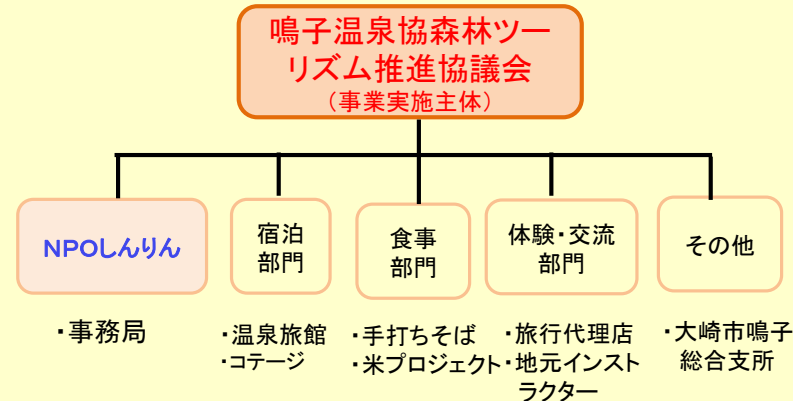 鳴子温泉協森林ツー
リズム推進協議会
(事業実施主体)
NPOしんりん
宿泊
部門
食事
部門
体験・交流
部門
その他
・事務局
・温泉旅館
・コテージ
・手打ちそば
・米プロジェクト
・旅行代理店
・地元インスト
ラクター
・大崎市鳴子
総合支所